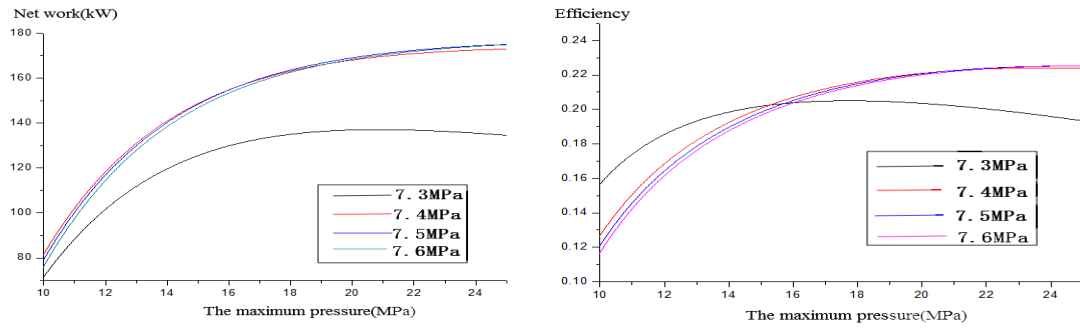 Net work(kW)
180
160
140
120
100
80
10 12 14 16 18 20 22 24
The maximum pressure(MPa)
7.3MPa
7.4MPa
7.5MPa
7.6MPa
Efficiency
0.24
0.22
0.20
0.18
0.16
0.14
0.12
0.10
10 12 14 16 18 20 22 24
The maximum pressure(MPa)
7.3MPa
7.4MPa
7.5MPa
7.6MPa